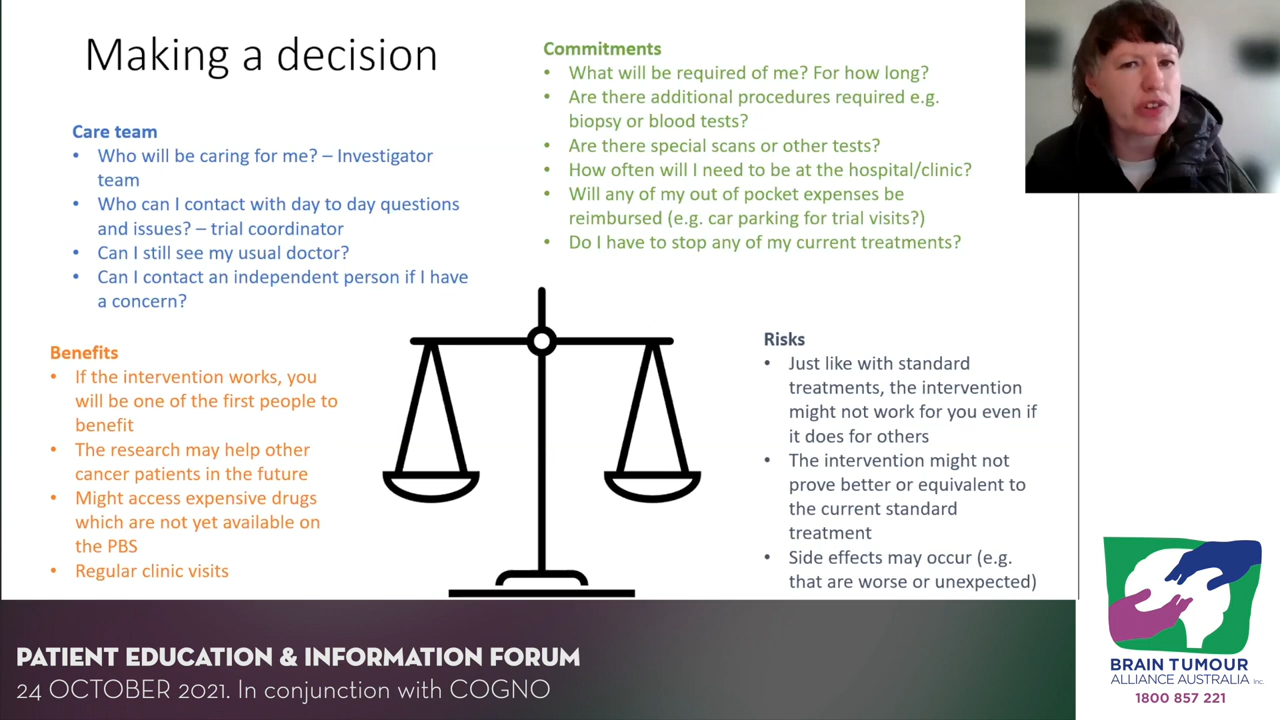 Making a decision
Care team
• Who will be caring for me? – Investigator
team
• Who can I contact with day to day questions
and issues? – trial coordinator
• Can I still see my usual doctor?
• Can I contact an independent person if I have
a concern?
Commitments
• What will be required of me? For how long?
• Are there additional procedures required e.g.
biopsy or blood tests?
• Are there special scans or other tests?
• How often will I need to be at the hospital/clinic?
• Will any of my out of pocket expenses be
reimbursed (e.g. car parking for trial visits?)
• Do I have to stop any of my current treatments?
Benefits
• If the intervention works, you
will be one of the first people to
benefit
• The research may help other
cancer patients in the future
• Might access expensive drugs
which are not yet available on
the PBS
• Regular clinic visits
Risks
• Just like with standard
treatments, the intervention
might not work for you even if
it does for others
• The intervention might not
prove better or equivalent to
the current standard
treatment
• Side effects may occur (e.g.
that are worse or unexpected)
PATIENT EDUCATION & INFORMATION FORUM
24 OCTOBER 2021. In conjunction with COGNO
BRAIN TUMOUR
ALLIANCE AUSTRALIA Inc.
1800 857 221